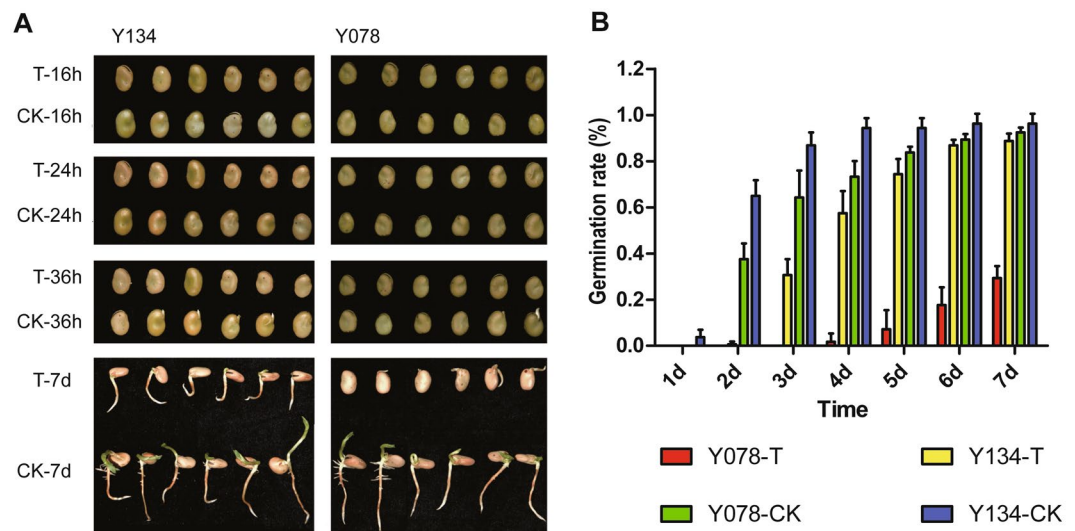 A
Y134
Y078
T-16h
CK-16h
T-24h
CK-24h
T-36h
CK-36h
T-7d
CK-7d
B
Germination rate (%)
1.2
1.0
0.8
0.6
0.4
0.2
0.0
1d 2d 3d 4d 5d 6d 7d
Time
Y078-T
Y134-T
Y078-CK
Y134-CK